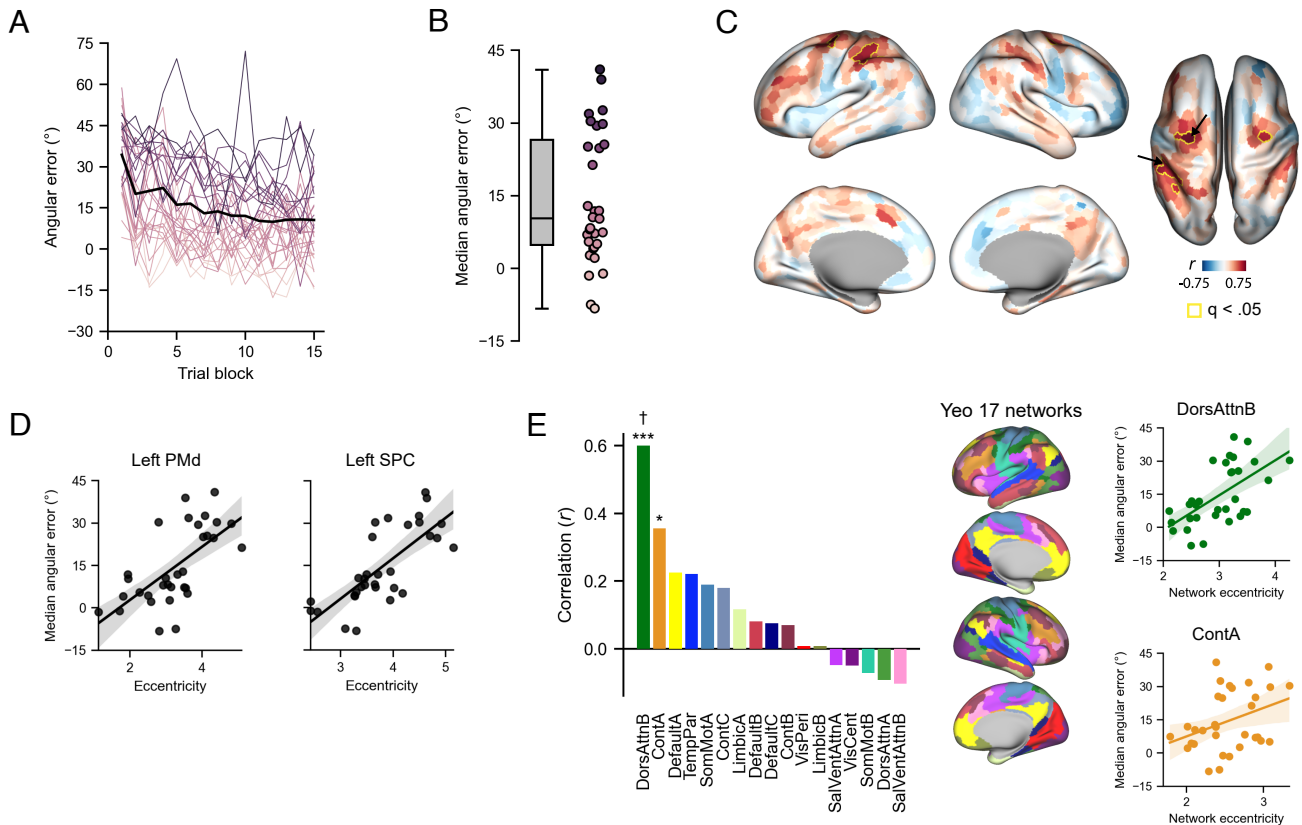 A
75
60
45
30
15
0
−15
−30
Angular error (°)
0
5
10
15
Trial block
B
45
30
15
0
−15
Median angular error (°)
C
r
-0.75 0.75
q < .05
D
Left PMd
45
30
15
0
−15
Median angular error (°)
2
4
Eccentricity
Left SPC
3
4
5
Eccentricity
E
0.6
0.4
0.2
0.0
Correlation (r)
†
***
*
DorsAttnB
ContA
DefaultA
TempPar
SomMotA
ContC
LimbicA
DefaultB
DefaultC
ContB
VisPeri
LimbicB
SalVentAttnA
VisCent
SomMotB
DorsAttnA
SalVentAttnB
Yeo 17 networks
DorsAttnB
45
30
15
0
−15
Median angular error (°)
2
3
4
Network eccentricity
ContA
45
30
15
0
−15
Median angular error (°)
2
3
Network eccentricity